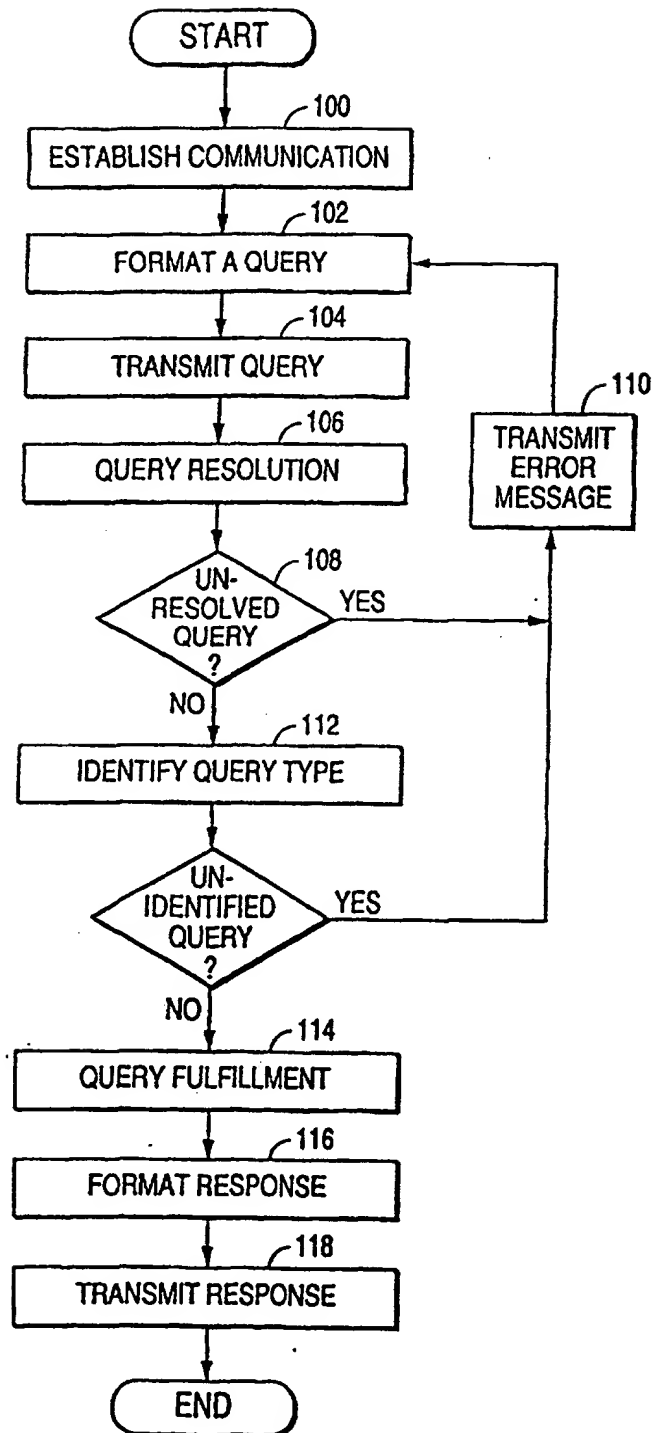 START
100
ESTABLISH COMMUNICATION
102
FORMAT A QUERY
104
TRANSMIT QUERY
106
QUERY RESOLUTION
110
TRANSMIT
ERROR
MESSAGE
108
UN-
RESOLVED
QUERY
?
YES
NO
112
IDENTIFY QUERY TYPE
UN-
IDENTIFIED
QUERY
?
YES
NO
114
QUERY FULFILLMENT
116
FORMAT RESPONSE
118
TRANSMIT RESPONSE
END